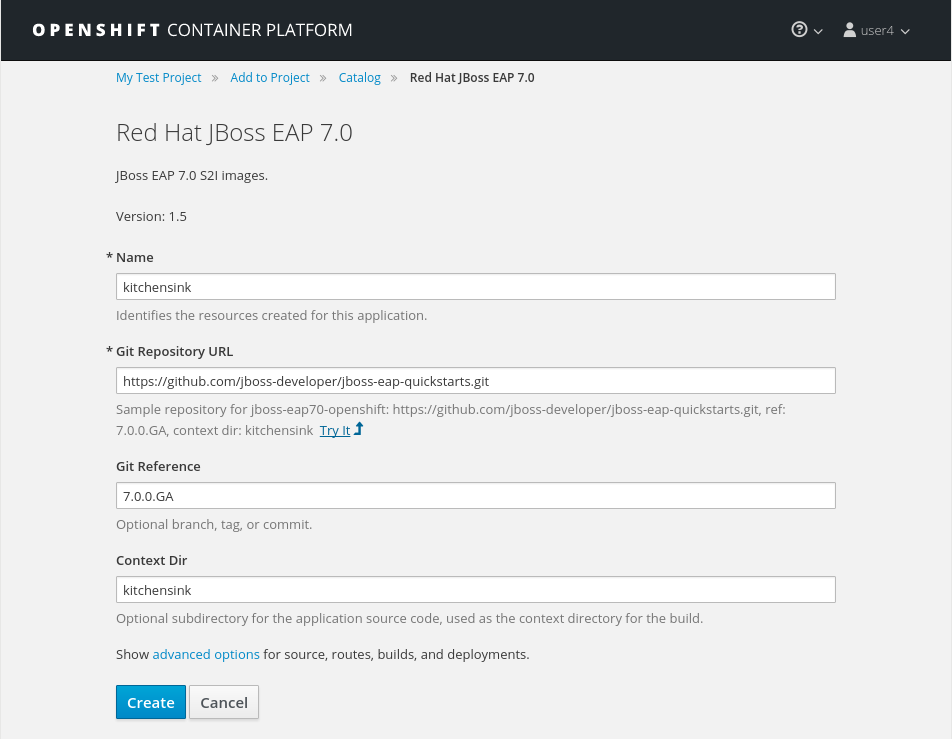 OPENSHIFT CONTAINER PLATFORM
user4
My Test Project » Add to Project » Catalog » Red Hat JBoss EAP 7.0
Red Hat JBoss EAP 7.0
JBoss EAP 7.0 S2I images.
Version: 1.5
* Name
kitchensink
Identifies the resources created for this application.
* Git Repository URL
https://github.com/jboss-developer/jboss-eap-quickstarts.git
Sample repository for jboss-eap70-openshift: https://github.com/jboss-developer/jboss-eap-quickstarts.git, ref:
7.0.0.GA, context dir: kitchensink Try It
Git Reference
7.0.0.GA
Optional branch, tag, or commit.
Context Dir
kitchensink
Optional subdirectory for the application source code, used as the context directory for the build.
Show advanced options for source, routes, builds, and deployments.
Create Cancel